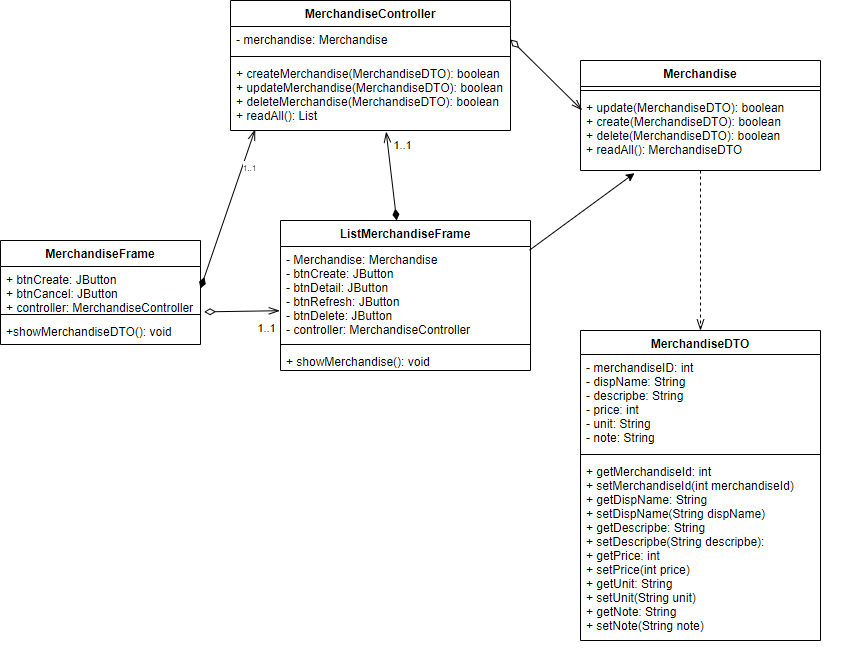 MerchandiseController
- merchandise: Merchandise
+ createMerchandise(MerchandiseDTO): boolean
+ updateMerchandise(MerchandiseDTO): boolean
+ deleteMerchandise(MerchandiseDTO): boolean
+ readAll(): List
Merchandise
+ update(MerchandiseDTO): boolean
+ create(MerchandiseDTO): boolean
+ delete(MerchandiseDTO): boolean
+ readAll(): MerchandiseDTO
1..1
1..1
MerchandiseFrame
+ btnCreate: JButton
+ btnCancel: JButton
+ controller: MerchandiseController
+showMerchandiseDTO(): void
1..1
ListMerchandiseFrame
- Merchandise: Merchandise
- btnCreate: JButton
- btnDetail: JButton
- btnRefresh: JButton
- btnDelete: JButton
- controller: MerchandiseController
+ showMerchandise(): void
MerchandiseDTO
- merchandiseID: int
- dispName: String
- descripbe: String
- price: int
- unit: String
- note: String
+ getMerchandiseId: int
+ setMerchandiseId(int merchandiseId)
+ getDispName: String
+ setDispName(String dispName)
+ getDescripbe: String
+ setDescripbe(String descripbe):
+ getPrice: int
+ setPrice(int price)
+ getUnit: String
+ setUnit(String unit)
+ getNote: String
+ setNote(String note)